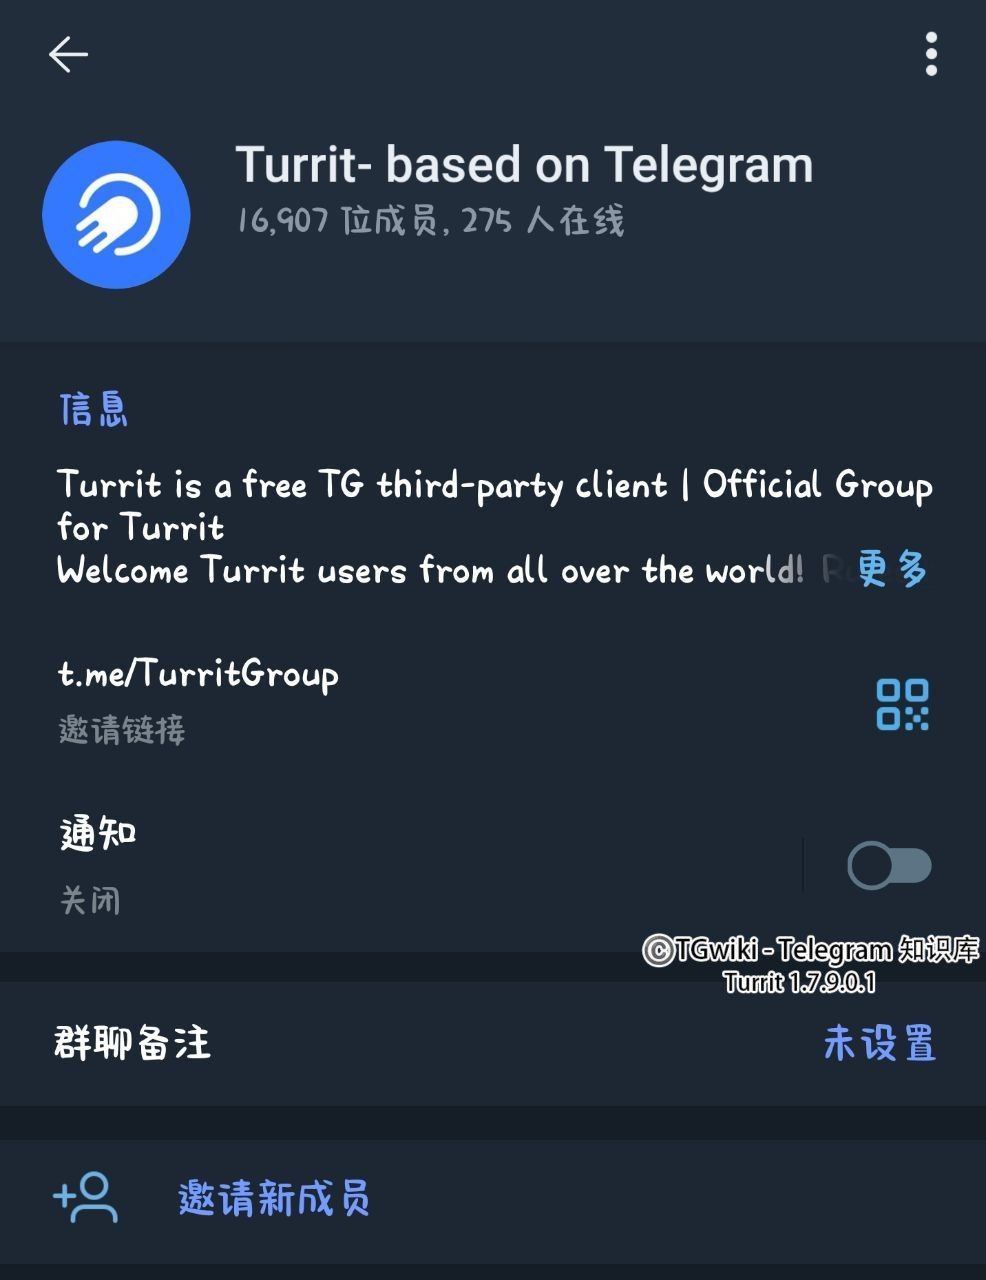 Turrit- based on Telegram
16,907 位成员, 275 人在线
信息
Turrit is a free TG third-party client | Official Group
for Turrit
Welcome Turrit users from all over the world! 更多
t.me/TurritGroup
邀请链接
通知
关闭
©TGwiki - Telegram 知识库
Turrit 1.7.9.0.1
群聊备注 未设置
邀请新成员